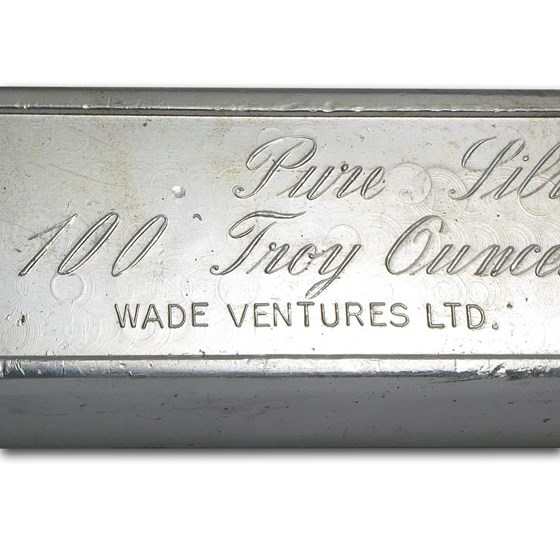 Pure Sil
100 Troy Ounce
WADE VENTURES LTD.